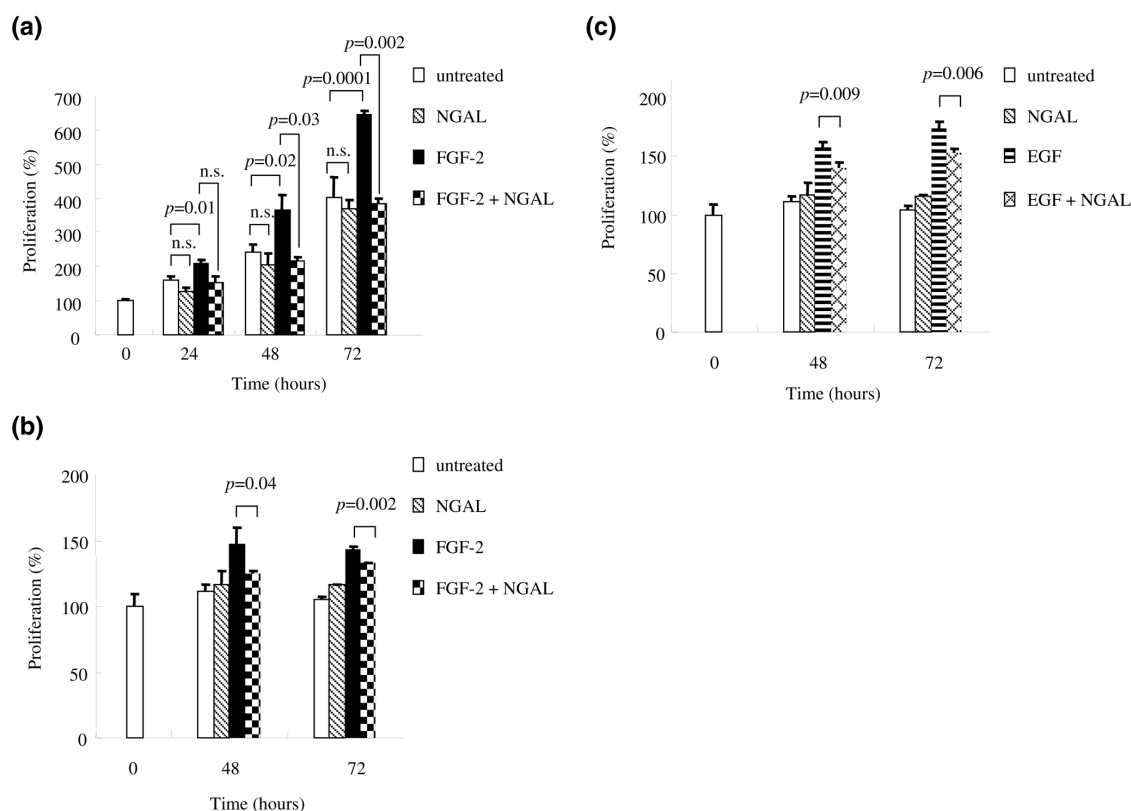 (a)
p=0.002
p=0.0001
p=0.03
n.s.
p=0.02
n.s.
p=0.01
n.s.
n.s.
untreated
NGAL
FGF-2
FGF-2 + NGAL
Proliferation (%)
700
600
500
400
300
200
100
0
0
24
48
72
Time (hours)
(b)
p=0.04
p=0.002
untreated
NGAL
FGF-2
FGF-2 + NGAL
Proliferation (%)
200
150
100
50
0
0
48
72
Time (hours)
(c)
p=0.006
p=0.009
untreated
NGAL
EGF
EGF + NGAL
Proliferation (%)
200
150
100
50
0
0
48
72
Time (hours)